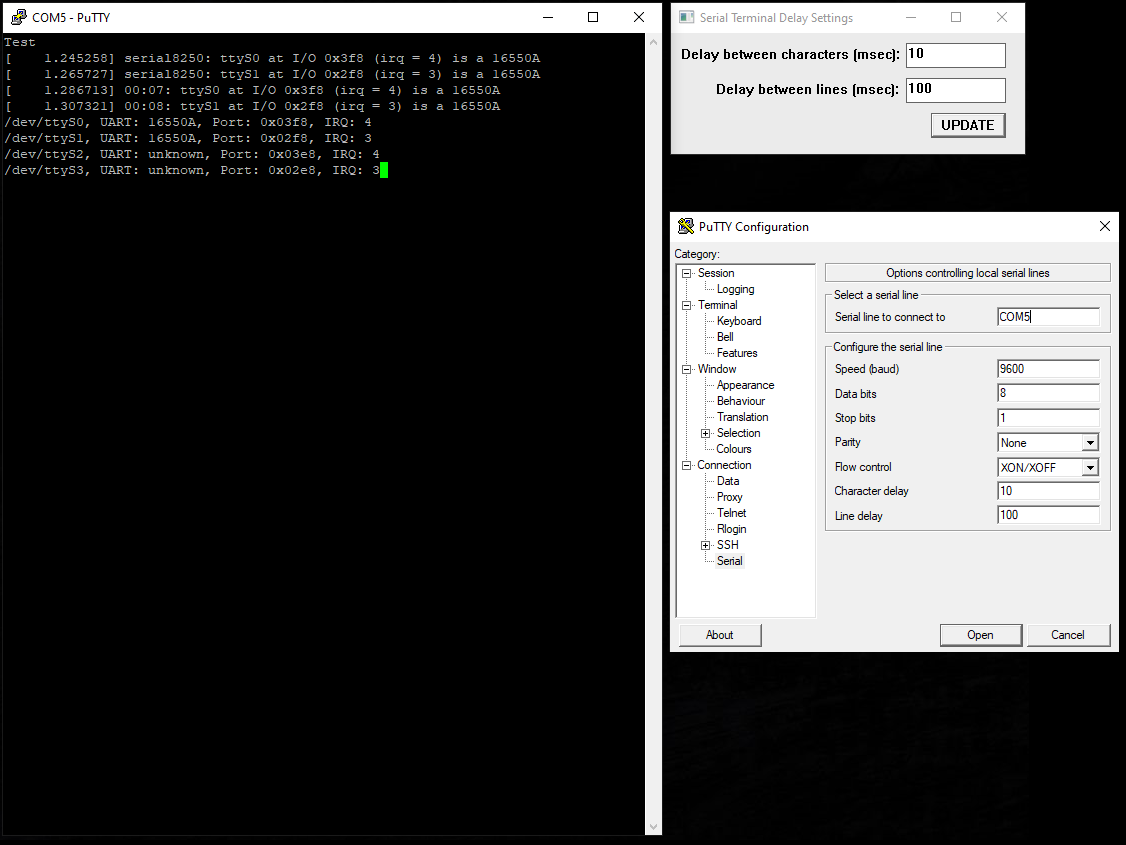 COM5 - PuTTY
Test
[    1.245258] serial8250: ttyS0 at I/O 0x3f8 (irq = 4) is a 16550A
[    1.265727] serial8250: ttyS1 at I/O 0x2f8 (irq = 3) is a 16550A
[    1.286713] 00:07: ttyS0 at I/O 0x3f8 (irq = 4) is a 16550A
[    1.307321] 00:08: ttyS1 at I/O 0x2f8 (irq = 3) is a 16550A
/dev/ttyS0, UART: 16550A, Port: 0x03f8, IRQ: 4
/dev/ttyS1, UART: 16550A, Port: 0x02f8, IRQ: 3
/dev/ttyS2, UART: unknown, Port: 0x03e8, IRQ: 4
/dev/ttyS3, UART: unknown, Port: 0x02e8, IRQ: 3
Serial Terminal Delay Settings
Delay between characters (msec): 10
Delay between lines (msec): 100
UPDATE
PuTTY Configuration
Category:
Session
Logging
Terminal
Keyboard
Bell
Features
Window
Appearance
Behaviour
Translation
Selection
Colours
Connection
Data
Proxy
Telnet
Rlogin
SSH
Serial
Options controlling local serial lines
Select a serial line
Serial line to connect to COM5
Configure the serial line
Speed (baud) 9600
Data bits 8
Stop bits 1
Parity None
Flow control XON/XOFF
Character delay 10
Line delay 100
About
Open
Cancel